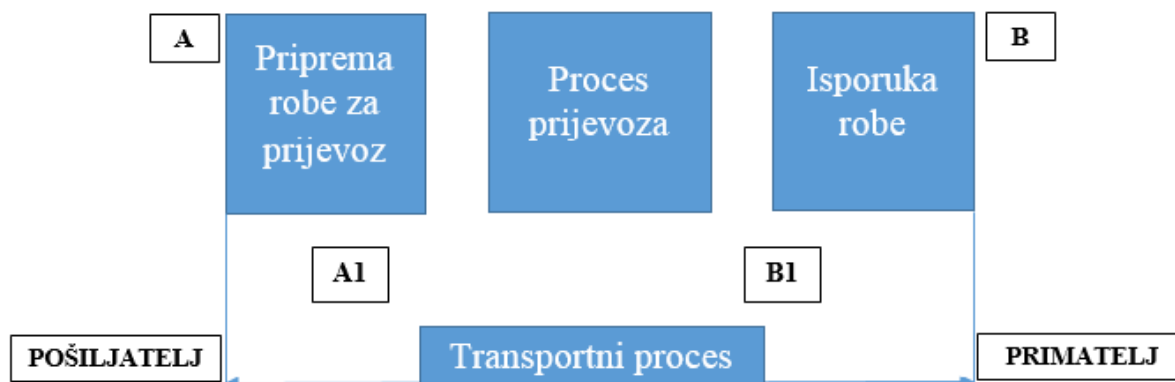 A
Priprema
robe za
prijevoz
Proces
prijevoza
Isporuka
robe
B
A1
B1
POŠILJATELJ
Transportni proces
PRIMATELJ